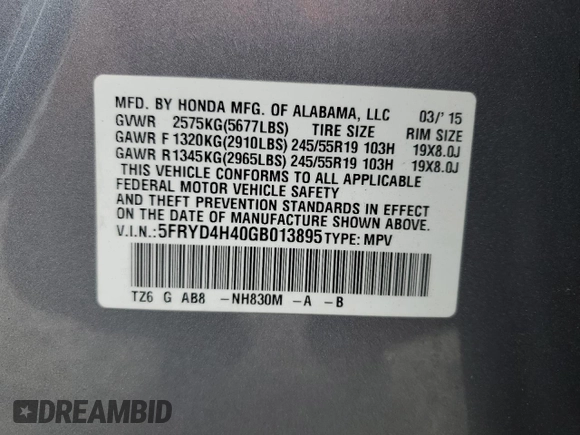 MFD. BY HONDA MFG. OF ALABAMA, LLC 03/' 15
GVWR 2575KG(5677LBS) TIRE SIZE RIM SIZE
GAWR F 1320KG(2910LBS) 245/55R19 103H 19X8.0J
GAWR R 1345KG(2965LBS) 245/55R19 103H 19X8.0J
THIS VEHICLE CONFORMS TO ALL APPLICABLE
FEDERAL MOTOR VEHICLE SAFETY
AND THEFT PREVENTION STANDARDS IN EFFECT
ON THE DATE OF MANUFACTURE SHOWN ABOVE.
V.I.N.: 5FRYD4H40GB013895 TYPE: MPV
TZ6 G AB8 -NH830M -A -B
DREAMBID